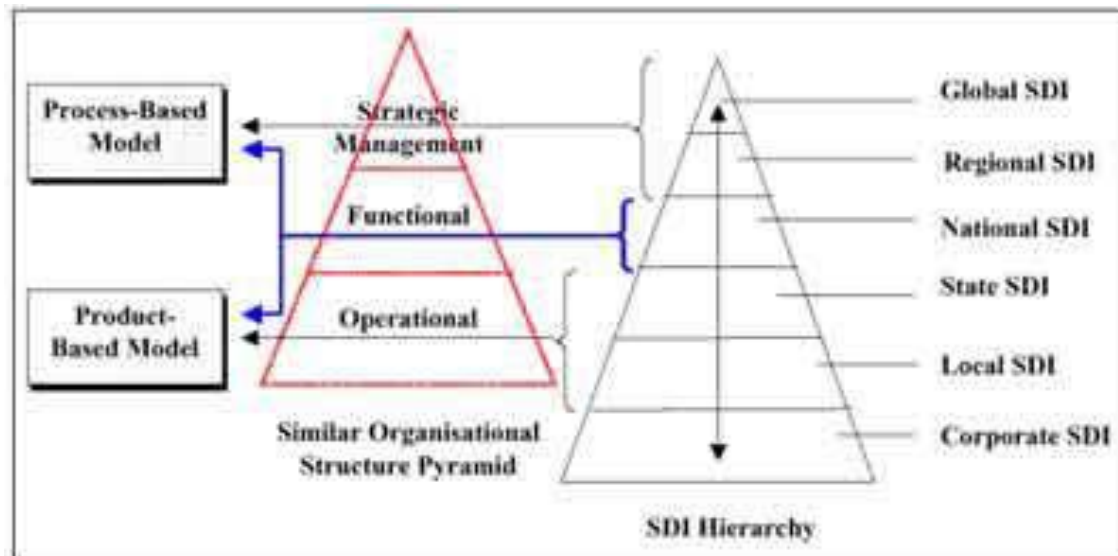 Process-Based
Model
Product-
Based Model
Strategic
Management
Functional
Operational
Similar Organisational
Structure Pyramid
Global SDI
Regional SDI
National SDI
State SDI
Local SDI
Corporate SDI
SDI Hierarchy